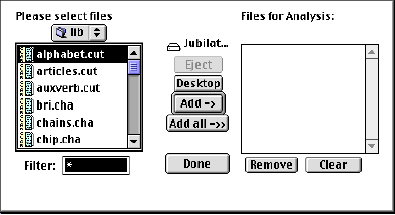 Please select files
lib
alphabet.cut
articles.cut
auxverb.cut
bri.cha
chains.cha
chip.cha
Filter: *
Jubilat...
Eject
Desktop
Add ->
Add all ->>
Done
Files for Analysis:
Remove
Clear